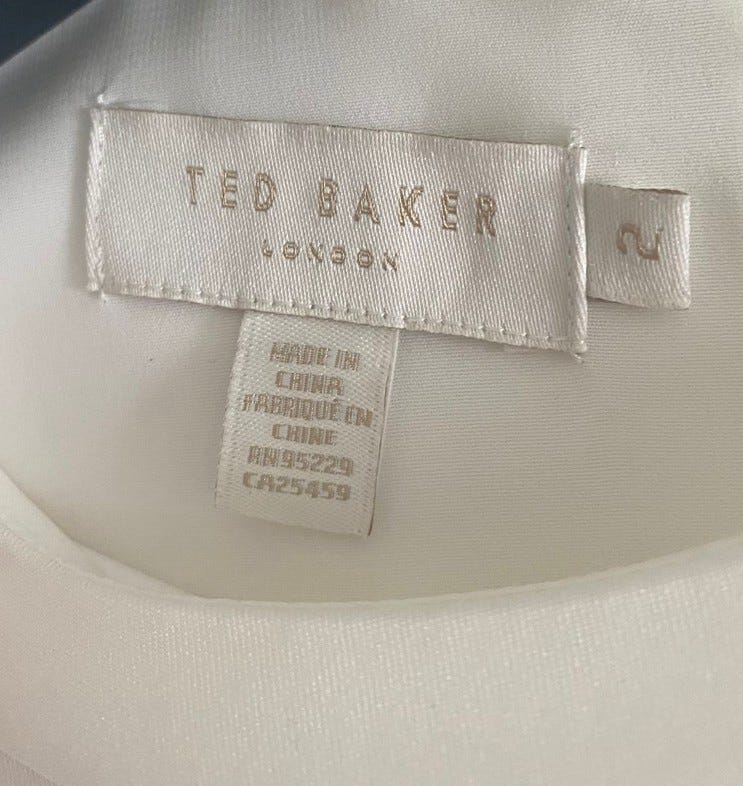 TED BAKER
LONDON
2
MADE IN
CHINA
FABRIQUÉ EN
CHINE
RN95229
CA25459